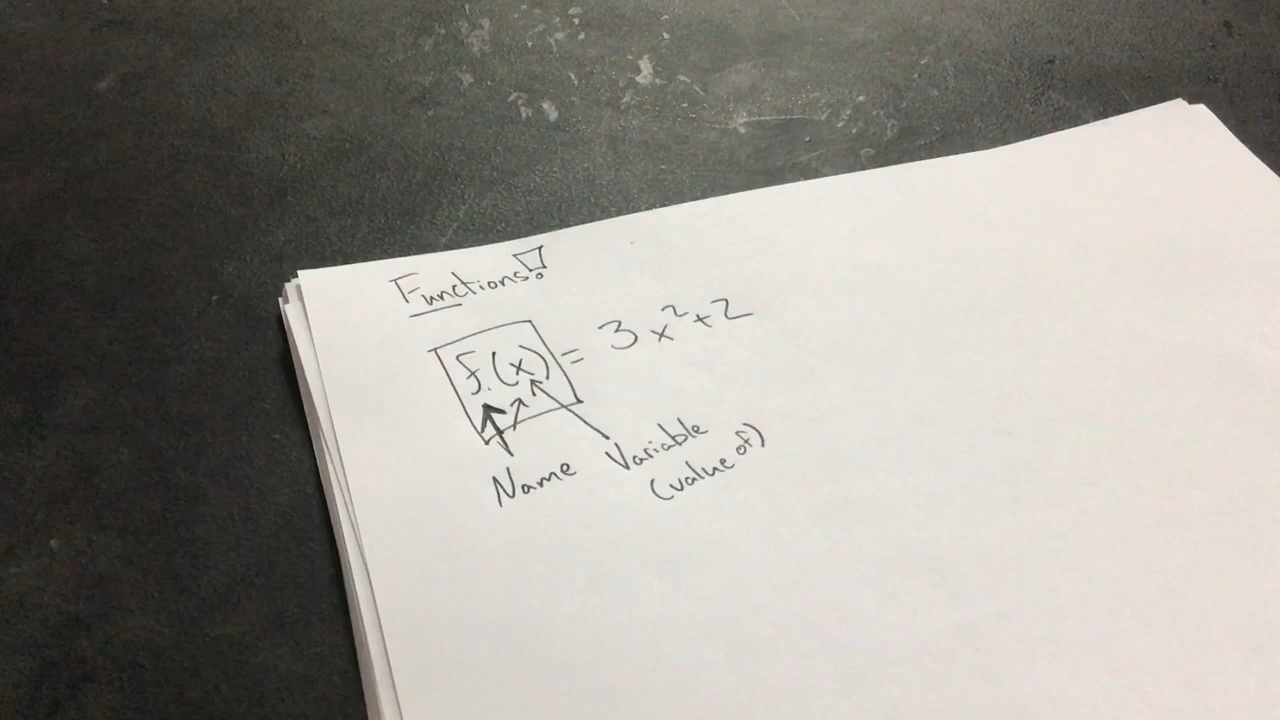 Functions!
f(x) = 3x²+2
Name Variable
(value of)